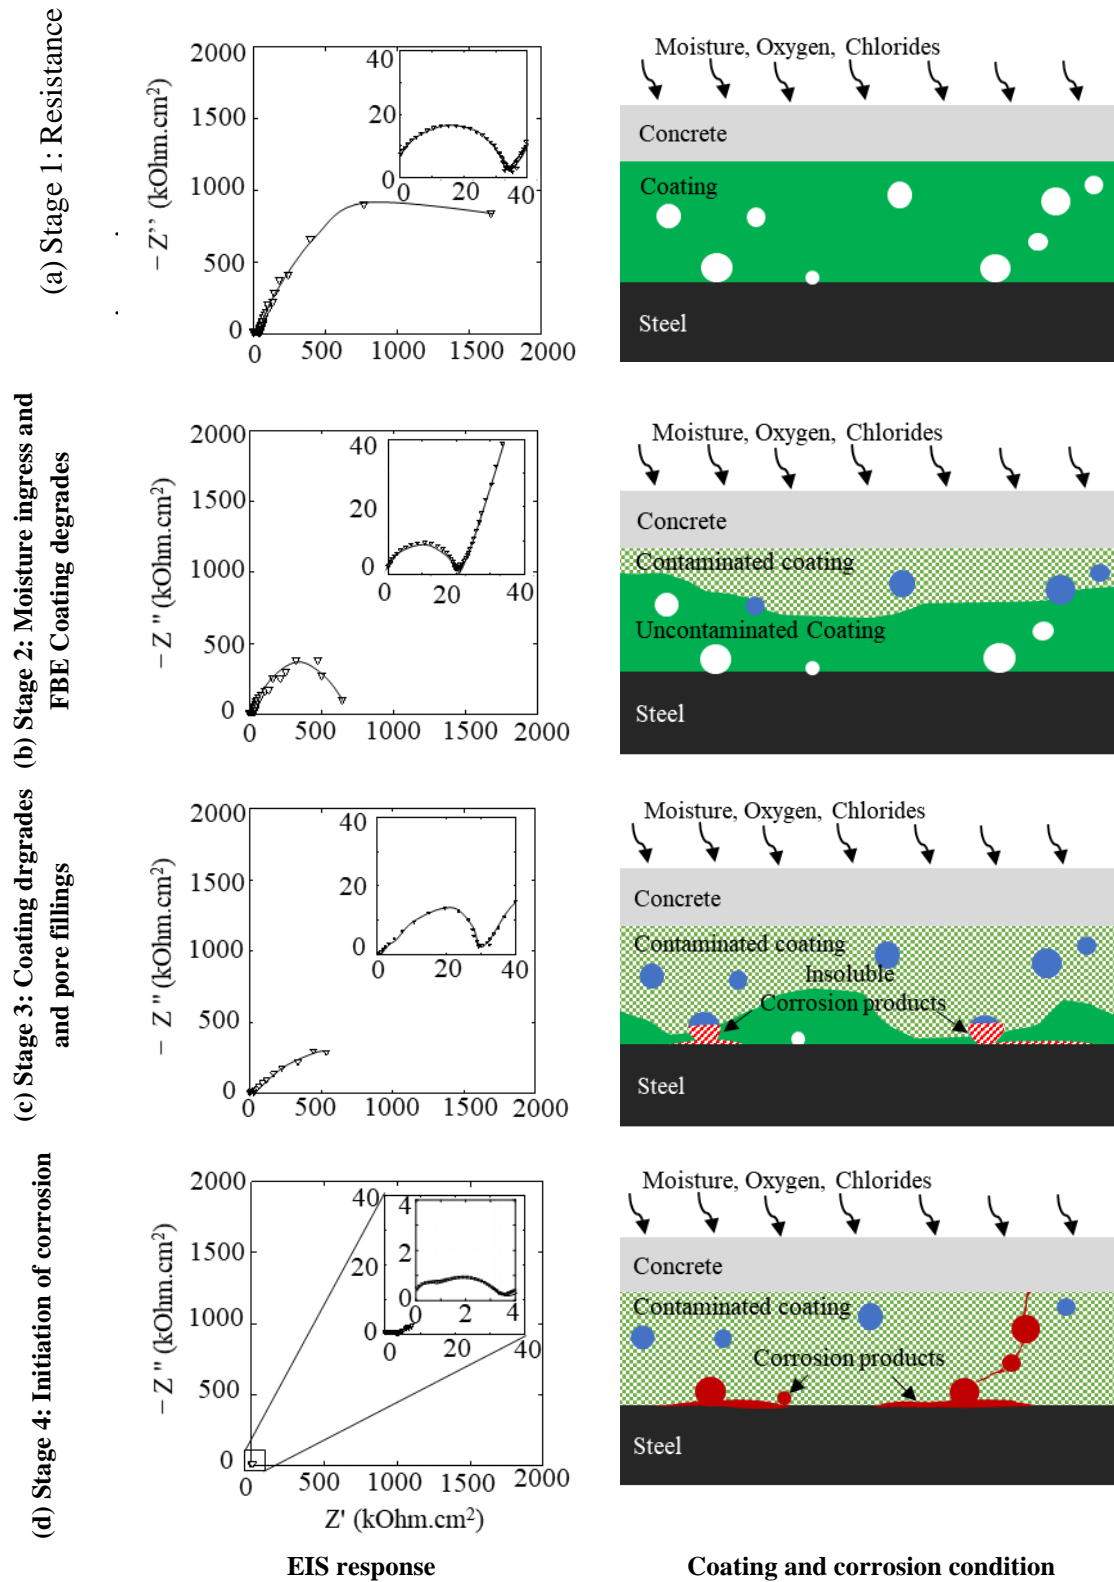 (a) Stage 1: Resistance
− Z’’ (kOhm.cm²)
2000
1500
1000
500
0
0 500 1000 1500 2000
40
20
0
0 20 40
Moisture, Oxygen, Chlorides
Concrete
Coating
Steel
(b) Stage 2: Moisture ingress and
FBE Coating degrades
− Z '' (kOhm.cm²)
2000
1500
1000
500
0
0 500 1000 1500 2000
40
20
0
0 20 40
Moisture, Oxygen, Chlorides
Concrete
Contaminated coating
Uncontaminated Coating
Steel
(c) Stage 3: Coating drgrades
and pore fillings
− Z '' (kOhm.cm²)
2000
1500
1000
500
0
0 500 1000 1500 2000
40
20
0
0 20 40
Moisture, Oxygen, Chlorides
Concrete
Contaminated coating
Insoluble
Corrosion products
Steel
(d) Stage 4: Initiation of corrosion
− Z '' (kOhm.cm²)
2000
1500
1000
500
0
0 500 1000 1500 2000
40
20
0
0 20 40
4
2
0
0 2 4
Z' (kOhm.cm²)
Moisture, Oxygen, Chlorides
Concrete
Contaminated coating
Corrosion products
Steel
EIS response
Coating and corrosion condition